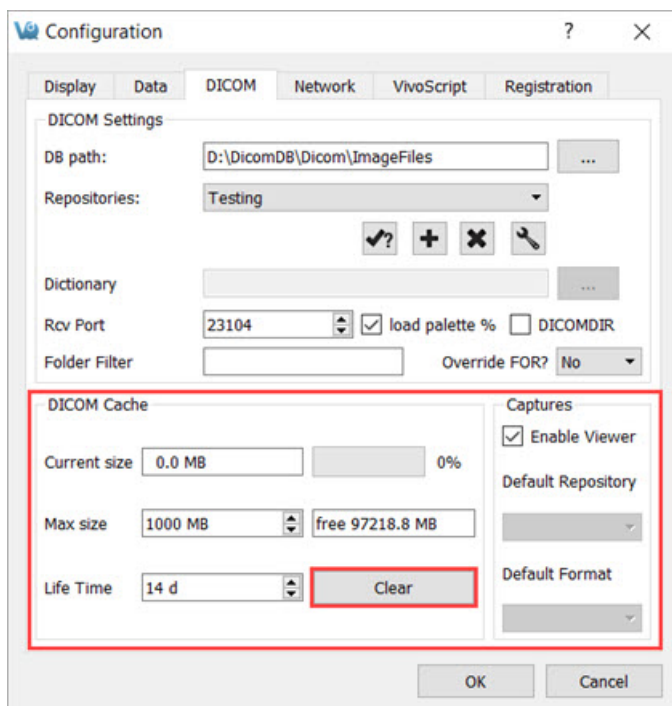 Configuration ?
Display Data DICOM Network VivoScript Registration
DICOM Settings
DB path: D:\DicomDB\Dicom\ImageFiles ...
Repositories: Testing
?
Dictionary ...
Rcv Port 23104 load palette % DICOMDIR
Folder Filter Override FOR? No
DICOM Cache
Current size 0.0 MB 0%
Max size 1000 MB free 97218.8 MB
Life Time 14 d Clear
Captures
Enable Viewer
Default Repository
Default Format
OK Cancel